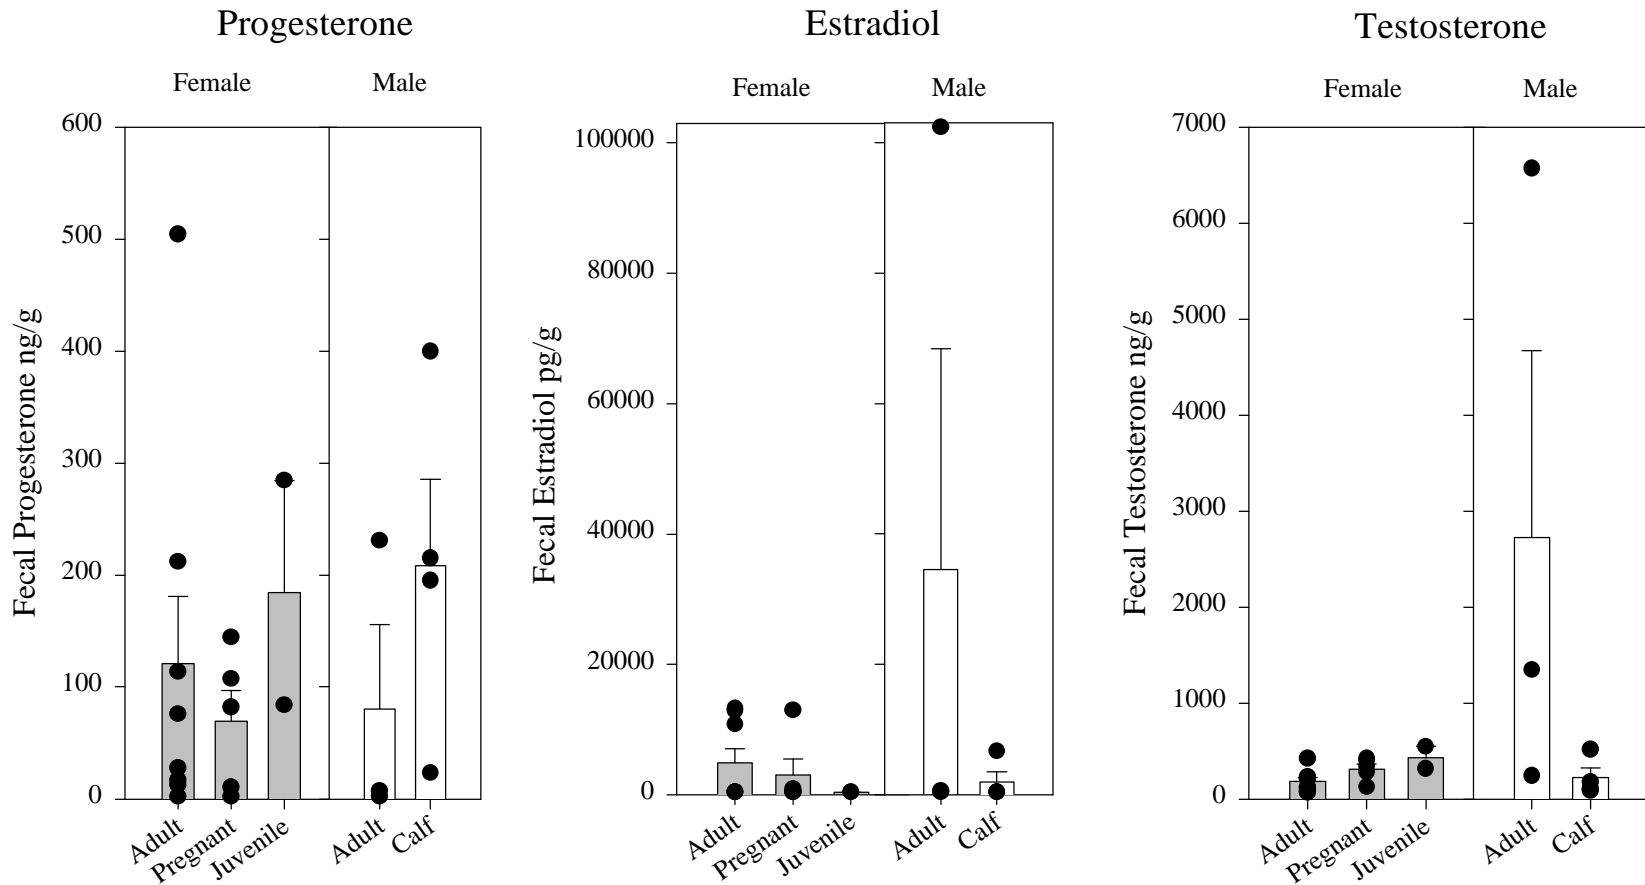 Progesterone
Female Male
600
500
400
300
200
100
0
Fecal Progesterone ng/g
Adult
Pregnant
Juvenile
Adult
Calf
Estradiol
Female Male
100000
80000
60000
40000
20000
0
Fecal Estradiol pg/g
Adult
Pregnant
Juvenile
Adult
Calf
Testosterone
Female Male
7000
6000
5000
4000
3000
2000
1000
0
Fecal Testosterone ng/g
Adult
Pregnant
Juvenile
Adult
Calf